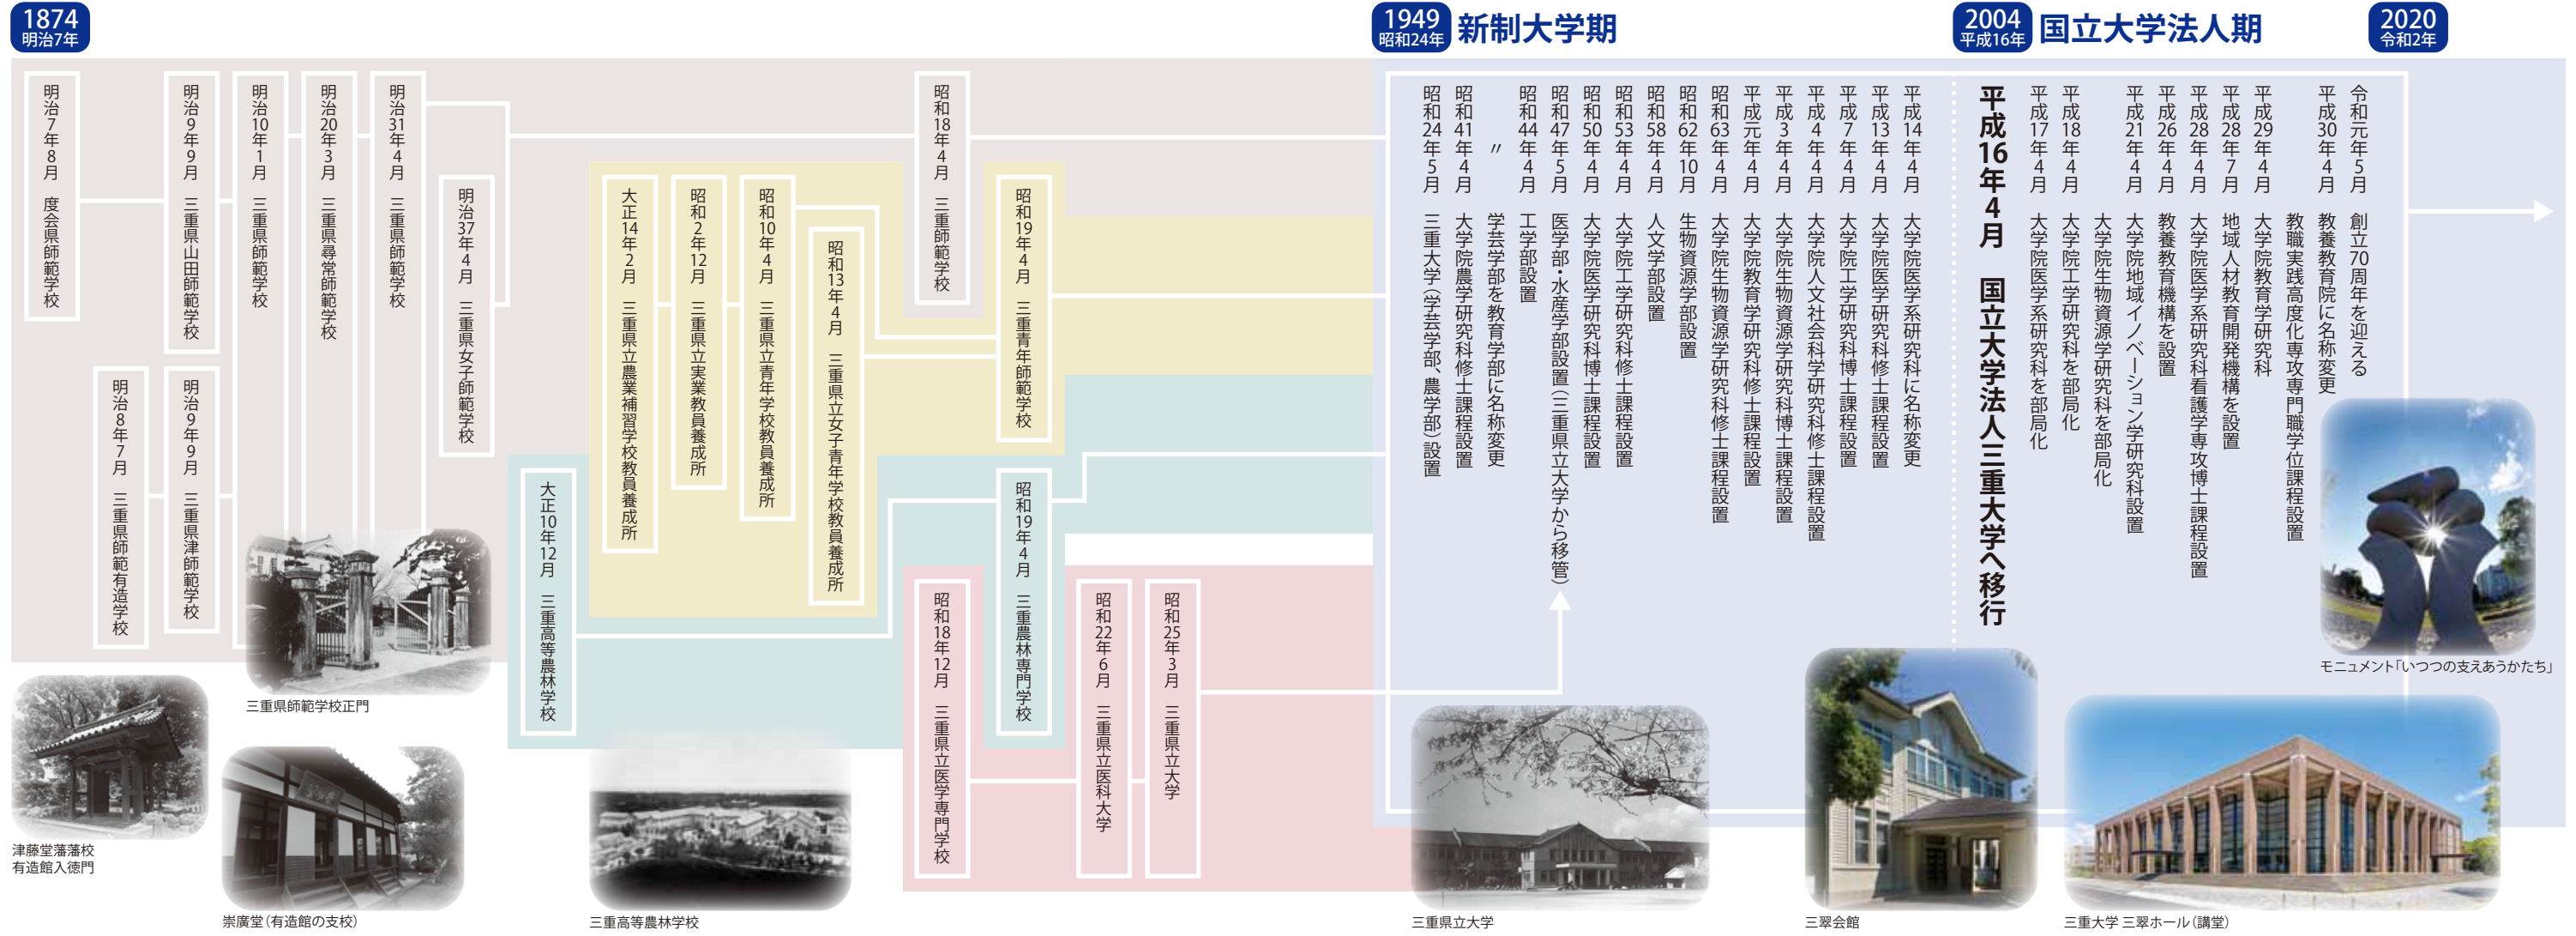 1874
明治7年
1949
昭和24年
新制大学期
2004
平成16年
国立大学法人期
2020
令和2年
明治7年8月 度会県師範学校
明治8年7月 三重県師範有造学校
明治9年9月 三重県山田師範学校
明治9年9月 三重県津師範学校
明治10年1月 三重県師範学校
明治20年3月 三重県尋常師範学校
明治31年4月 三重県師範学校
明治37年4月 三重県女子師範学校
大正10年12月 三重高等農林学校
大正14年2月 三重県立農業補習学校教員養成所
昭和2年12月 三重県立実業教員養成所
昭和10年4月 三重県立青年学校教員養成所
昭和13年4月 三重県立女子青年学校教員養成所
昭和18年4月 三重師範学校
昭和18年12月 三重県立医学専門学校
昭和19年4月 三重青年師範学校
昭和19年4月 三重農林専門学校
昭和22年6月 三重県立医科大学
昭和25年3月 三重県立大学
昭和24年5月 三重大学(学芸学部、農学部)設置
昭和41年4月 大学院農学研究科修士課程設置
〃 学芸学部を教育学部に名称変更
昭和44年4月 工学部設置
昭和47年5月 医学部・水産学部設置(三重県立大学から移管)
昭和50年4月 大学院医学研究科博士課程設置
昭和53年4月 大学院工学研究科修士課程設置
昭和58年4月 人文学部設置
昭和62年10月 生物資源学部設置
昭和63年4月 大学院生物資源学研究科修士課程設置
平成元年4月 大学院教育学研究科修士課程設置
平成3年4月 大学院生物資源学研究科博士課程設置
平成4年4月 大学院人文社会科学研究科修士課程設置
平成7年4月 大学院工学研究科博士課程設置
平成13年4月 大学院医学研究科修士課程設置
平成14年4月 大学院医学系研究科に名称変更
平成16年4月 国立大学法人三重大学へ移行
平成17年4月 大学院医学系研究科を部局化
平成18年4月 大学院工学研究科を部局化
大学院生物資源学研究科を部局化
平成21年4月 大学院地域イノベーション学研究科設置
平成26年4月 教養教育機構を設置
平成28年4月 大学院医学系研究科看護学専攻博士課程設置
平成28年7月 地域人材教育開発機構を設置
平成29年4月 大学院教育学研究科
教職実践高度化専攻専門職学位課程設置
平成30年4月 教養教育院に名称変更
令和元年5月 創立70周年を迎える
津藤堂藩藩校
有造館入徳門
三重県師範学校正門
崇廣堂(有造館の支校)
三重高等農林学校
三重県立大学
三翠会館
三重大学 三翠ホール(講堂)
モニュメント「いつつの支えあうかたち」